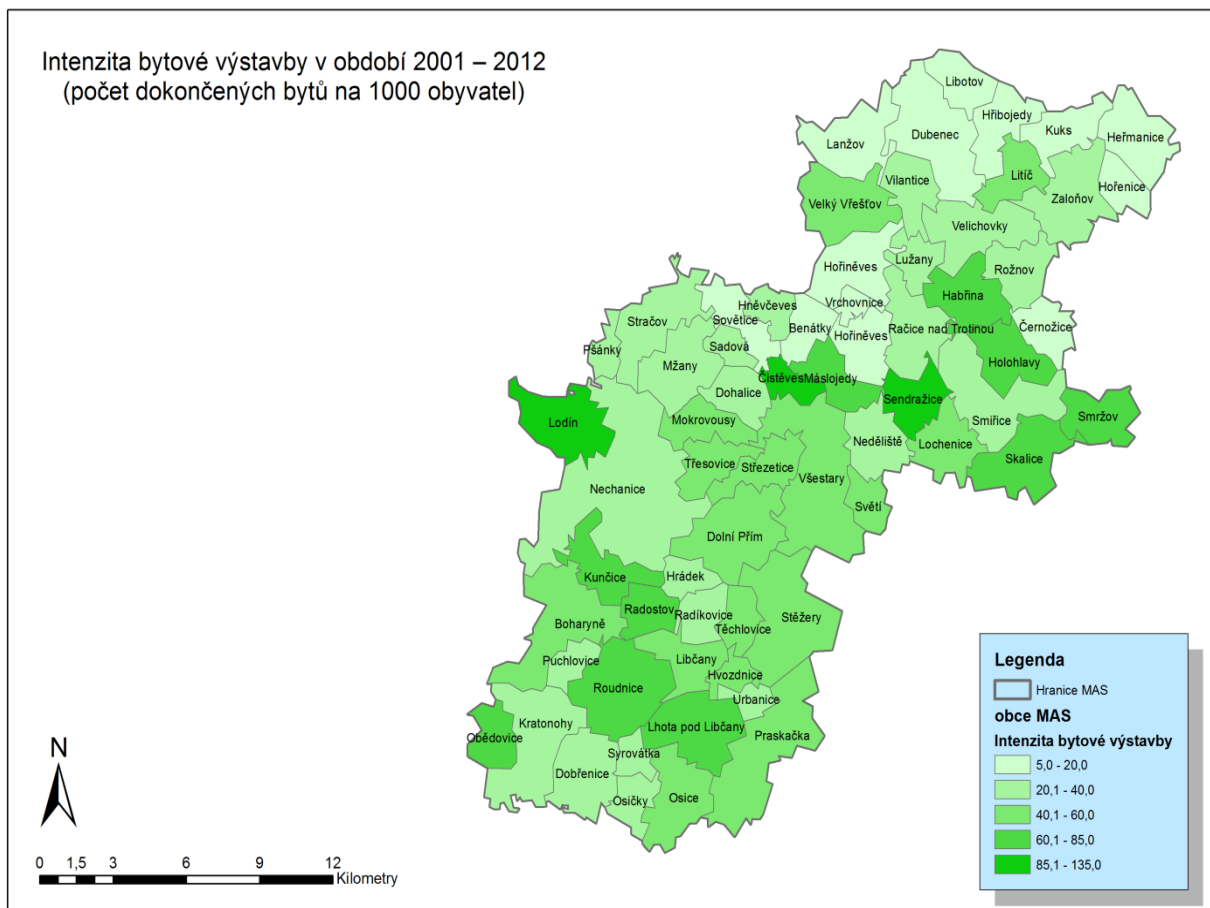 Intenzita bytové výstavby v období 2001 – 2012
(počet dokončených bytů na 1000 obyvatel)
Libotov
Hřibojedy
Kuks
Heřmanice
Dubenec
Lanžov
Litíč
Vilantice
Hořenice
Zaloňov
Velký Vřešťov
Velichovky
Lužany
Hořiněves
Rožnov
Habřina
Vrchovnice
Hněvčeves
Sovětice
Benátky
Hořiněves
Račice nad Trotinou
Černožice
Stračov
Sadová
Pšánky
Mžany
Holohlavy
Čistěves
Máslojedy
Dohalice
Sendražice
Smržov
Lodín
Mokrovousy
Smiřice
Neděliště
Lochenice
Skalice
Třesovice
Střezetice
Všestary
Nechanice
Světí
Dolní Přím
Kunčice
Hrádek
Radostov
Radíkovice
Stěžery
Boharyně
Těchlovice
Puchlovice
Libčany
Hvozdnice
Roudnice
Urbanice
Kratonohy
Lhota pod Libčany
Praskačka
Obědovice
Syrovátka
Dobřenice
Osičky
Osice
Legenda
Hranice MAS
obce MAS
Intenzita bytové výstavby
5,0 - 20,0
20,1 - 40,0
40,1 - 60,0
60,1 - 85,0
85,1 - 135,0
N
0 1,5 3 6 9 12
Kilometry